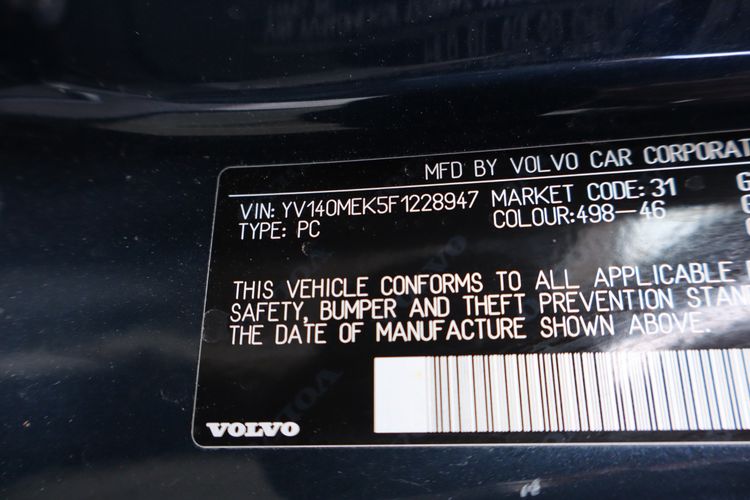 MFD BY VOLVO CAR CORPORAT
VIN: YV140MEK5F1228947 MARKET CODE: 31
TYPE: PC COLOUR:498-46
THIS VEHICLE CONFORMS TO ALL APPLICABLE
SAFETY, BUMPER AND THEFT PREVENTION STAN
THE DATE OF MANUFACTURE SHOWN ABOVE.
VOLVO